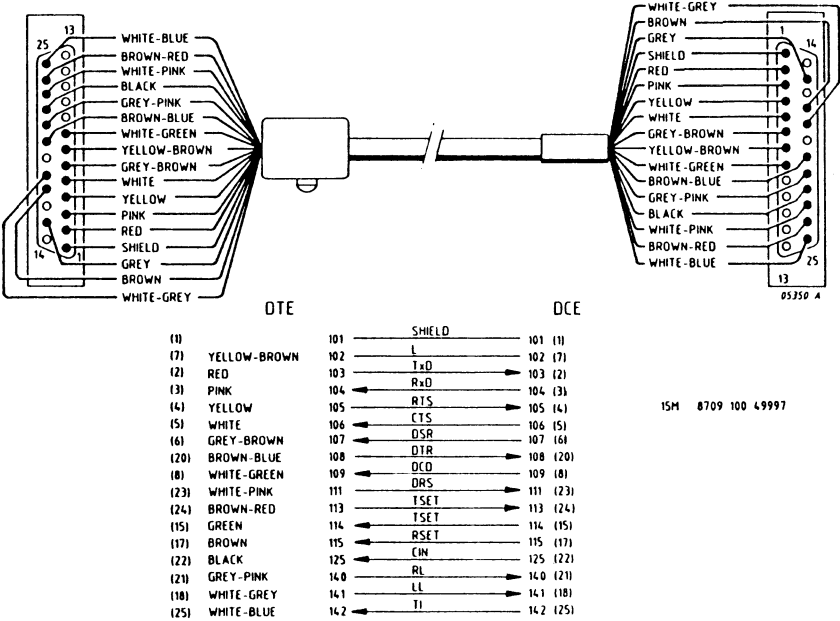 13
25
WHITE-BLUE
BROWN-RED
WHITE-PINK
BLACK
GREY-PINK
BROWN-BLUE
WHITE-GREEN
YELLOW-BROWN
GREY-BROWN
WHITE
YELLOW
PINK
RED
SHIELD
GREY
BROWN
WHITE-GREY
14
1
WHITE-GREY
BROWN
GREY
SHIELD
RED
PINK
YELLOW
WHITE
GREY-BROWN
YELLOW-BROWN
WHITE-GREEN
BROWN-BLUE
GREY-PINK
BLACK
WHITE-PINK
BROWN-RED
WHITE-BLUE
1
14
25
13
05350 A
DTE DCE
(1) 101 SHIELD 101 (1)
(7) YELLOW-BROWN 102 L 102 (7)
(2) RED 103 TxD 103 (2)
(3) PINK 104 RxD 104 (3)
(4) YELLOW 105 RTS 105 (4)
(5) WHITE 106 CTS 106 (5)
(6) GREY-BROWN 107 DSR 107 (6)
(20) BROWN-BLUE 108 DTR 108 (20)
(8) WHITE-GREEN 109 DCD 109 (8)
(23) WHITE-PINK 111 DRS 111 (23)
(24) BROWN-RED 113 TSET 113 (24)
(15) GREEN 114 TSET 114 (15)
(17) BROWN 115 RSET 115 (17)
(22) BLACK 125 CIN 125 (22)
(21) GREY-PINK 140 RL 140 (21)
(18) WHITE-GREY 141 LL 141 (18)
(25) WHITE-BLUE 142 TI 142 (25)
15M 8709 100 49997